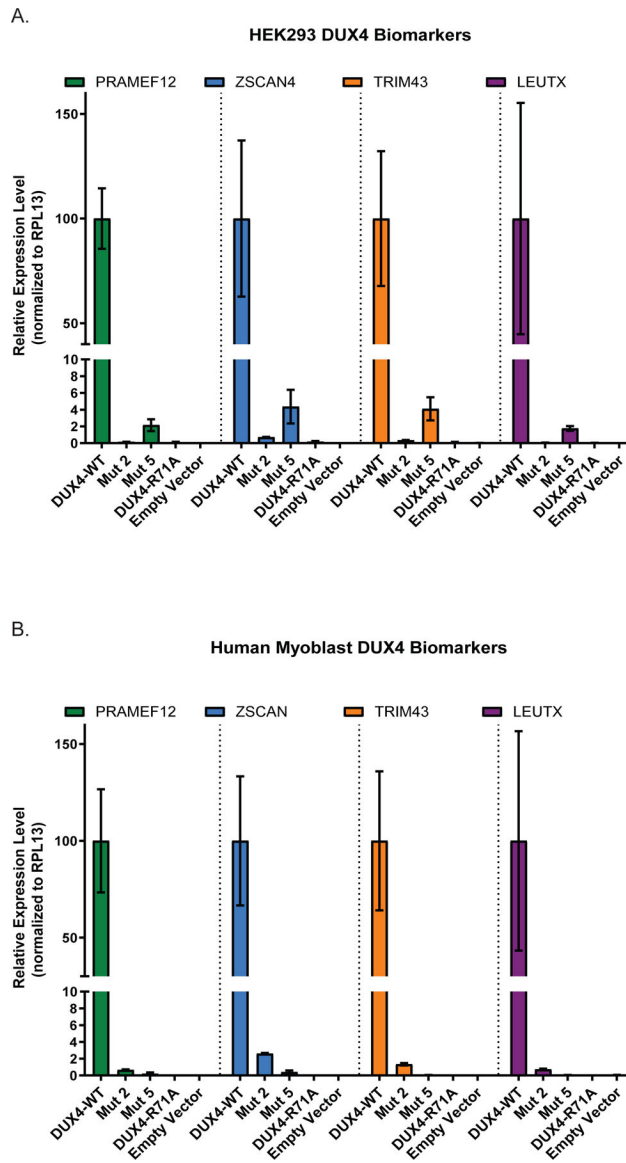 A.
HEK293 DUX4 Biomarkers
PRAMEF12 ZSCAN4 TRIM43 LEUTX
Relative Expression Level
(normalized to RPL13)
150
100
50
10
8
6
4
2
0
DUX4-WT Mut 2 Mut 5 DUX4-R71A Empty Vector DUX4-WT Mut 2 Mut 5 DUX4-R71A Empty Vector DUX4-WT Mut 2 Mut 5 DUX4-R71A Empty Vector DUX4-WT Mut 2 Mut 5 DUX4-R71A Empty Vector
B.
Human Myoblast DUX4 Biomarkers
PRAMEF12 ZSCAN TRIM43 LEUTX
Relative Expression Level
(normalized to RPL13)
150
100
50
10
8
6
4
2
0
DUX4-WT Mut 2 Mut 5 DUX4-R71A Empty Vector DUX4-WT Mut 2 Mut 5 DUX4-R71A Empty Vector DUX4-WT Mut 2 Mut 5 DUX4-R71A Empty Vector DUX4-WT Mut 2 Mut 5 DUX4-R71A Empty Vector